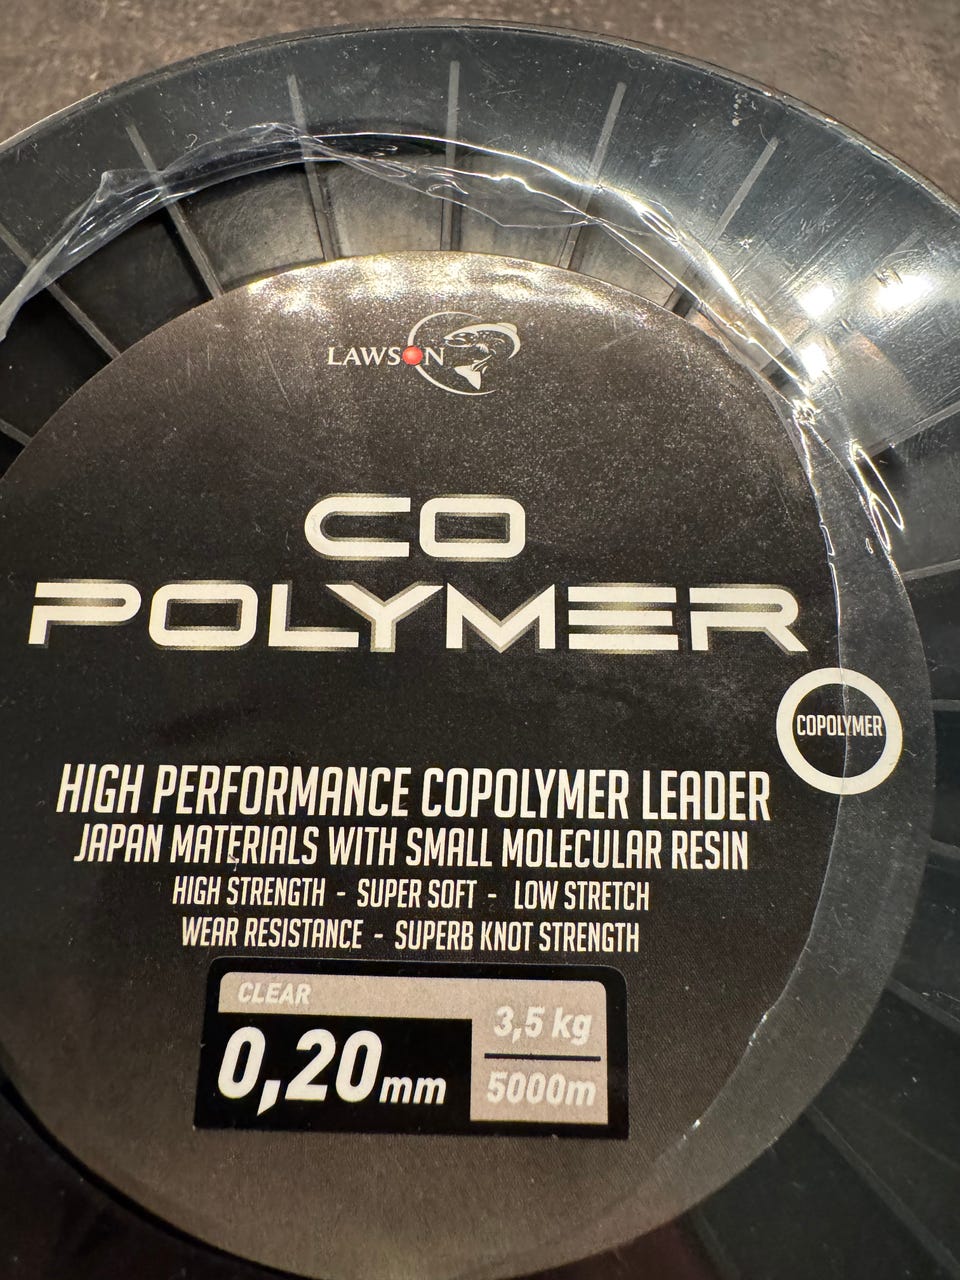 LAWSON
CO
POLYMER
COPOLYMER
HIGH PERFORMANCE COPOLYMER LEADER
JAPAN MATERIALS WITH SMALL MOLECULAR RESIN
HIGH STRENGTH - SUPER SOFT - LOW STRETCH
WEAR RESISTANCE - SUPERB KNOT STRENGTH
CLEAR
0,20mm
3,5 kg
5000m